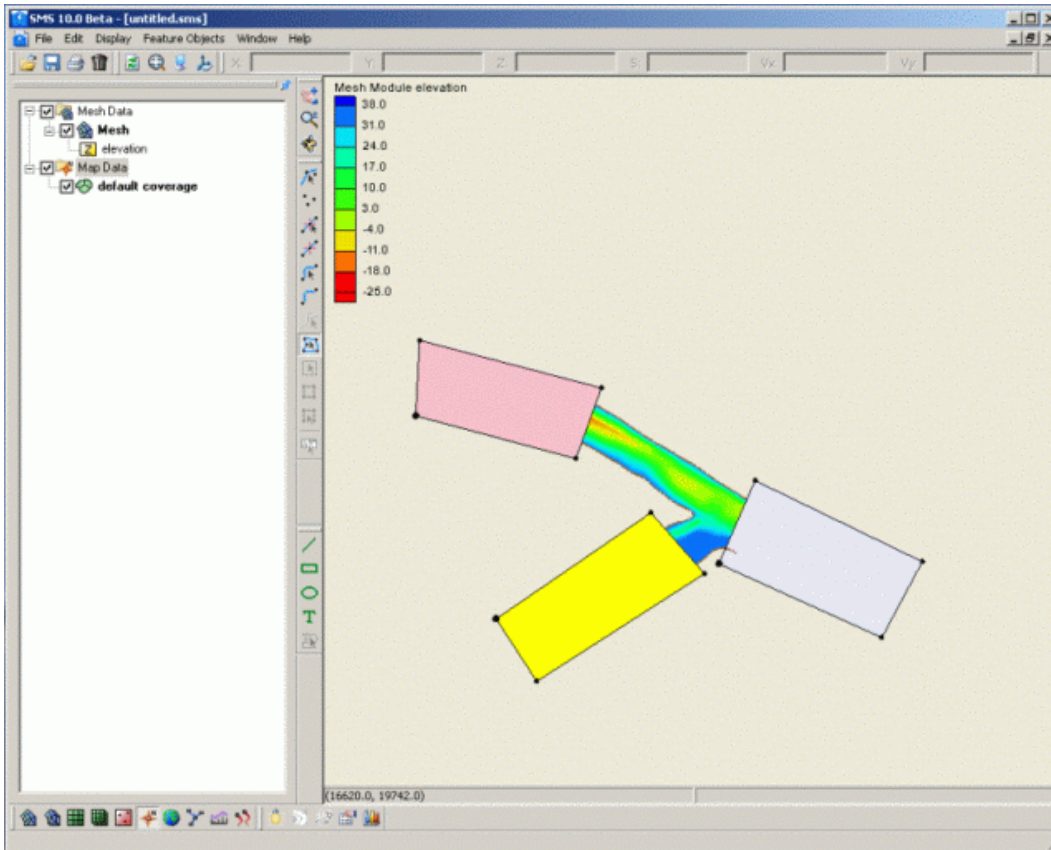 SMS 10.0 Beta - [untitled.sms]
File Edit Display Feature Objects Window Help
X: Y: Z: S: Vx: Vy:
Mesh Data
Mesh
Z elevation
Map Data
default coverage
Mesh Module elevation
38.0
31.0
24.0
17.0
10.0
3.0
-4.0
-11.0
-18.0
-25.0
T
(16620.0, 19742.0)